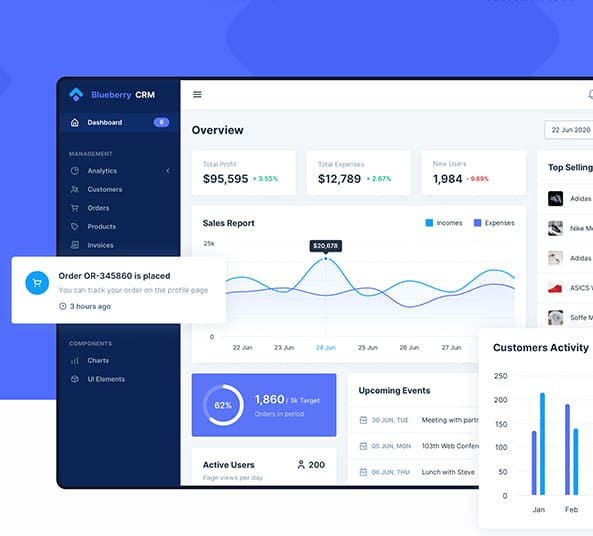 Blueberry CRM
Dashboard 6
MANAGEMENT
Analytics
Customers
Orders
Products
Invoices
COMPONENTS
Charts
UI Elements
Order OR-345860 is placed
You can track your order on the profile page
3 hours ago
Overview
22 Jun 2020
Total Profit
$95,595 + 3.55%
Total Expenses
$12,789 + 2.67%
New Users
1,984 - 9.89%
Sales Report
Incomes Expenses
25k
$20,678
0
22 Jun 23 Jun 24 Jun 25 Jun 26 Jun 27 Jun
Top Selling
Adidas
Nike
Adidas
ASICS
Soffe
62%
1,860 / 3k Target
Orders in period
Active Users 200
Page views per day
Upcoming Events
30 JUN, TUE Meeting with
05 JUN, MON 103th Web
06 JUN, THU Lunch with Steve
Customers Activity
250
200
150
100
50
0
Jan Feb